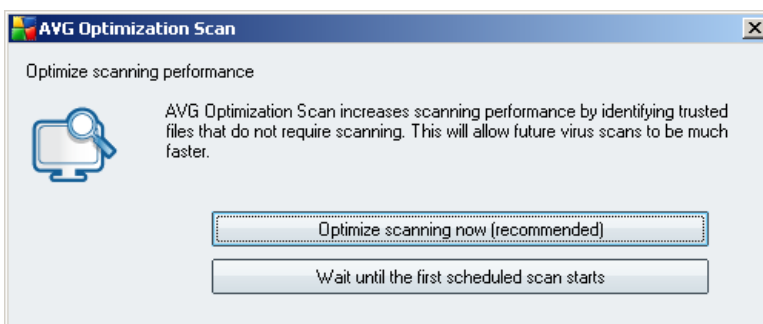 AVG Optimization Scan
Optimize scanning performance
AVG Optimization Scan increases scanning performance by identifying trusted
files that do not require scanning. This will allow future virus scans to be much
faster.
Optimize scanning now (recommended)
Wait until the first scheduled scan starts